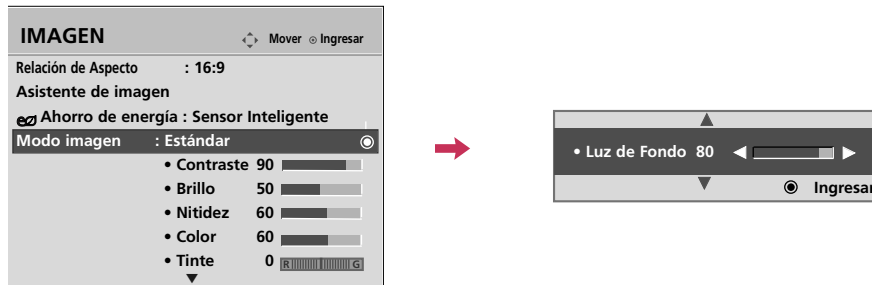 IMAGEN
Mover Ingresar
Relación de Aspecto : 16:9
Asistente de imagen
Ahorro de energía : Sensor Inteligente
Modo imagen : Estándar
• Contraste 90
• Brillo 50
• Nitidez 60
• Color 60
• Tinte 0 R G
• Luz de Fondo 80
Ingresar